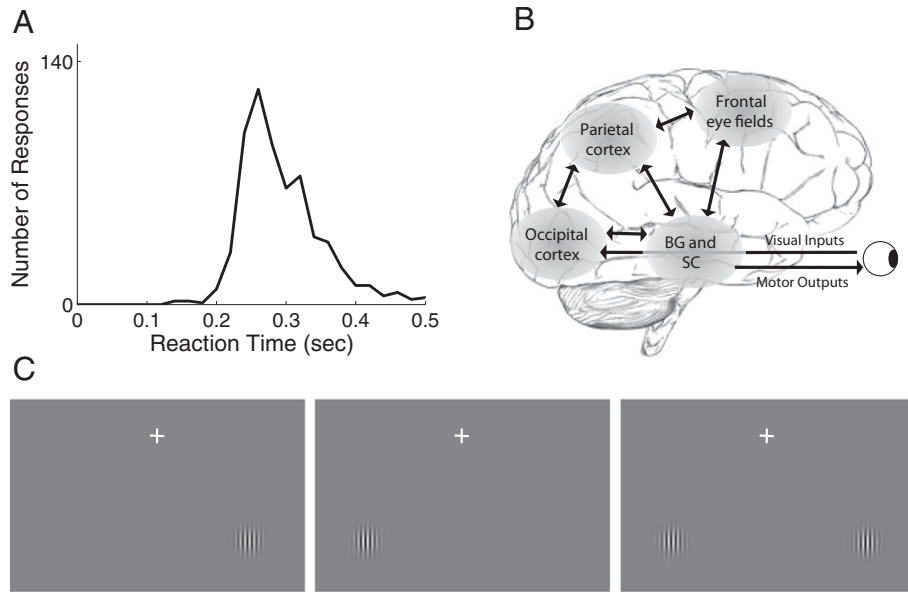 A
Number of Responses
140
0
0
0.1
0.2
0.3
0.4
0.5
Reaction Time (sec)
B
Frontal
eye fields
Parietal
cortex
Occipital
cortex
BG and
SC
Visual Inputs
Motor Outputs
C